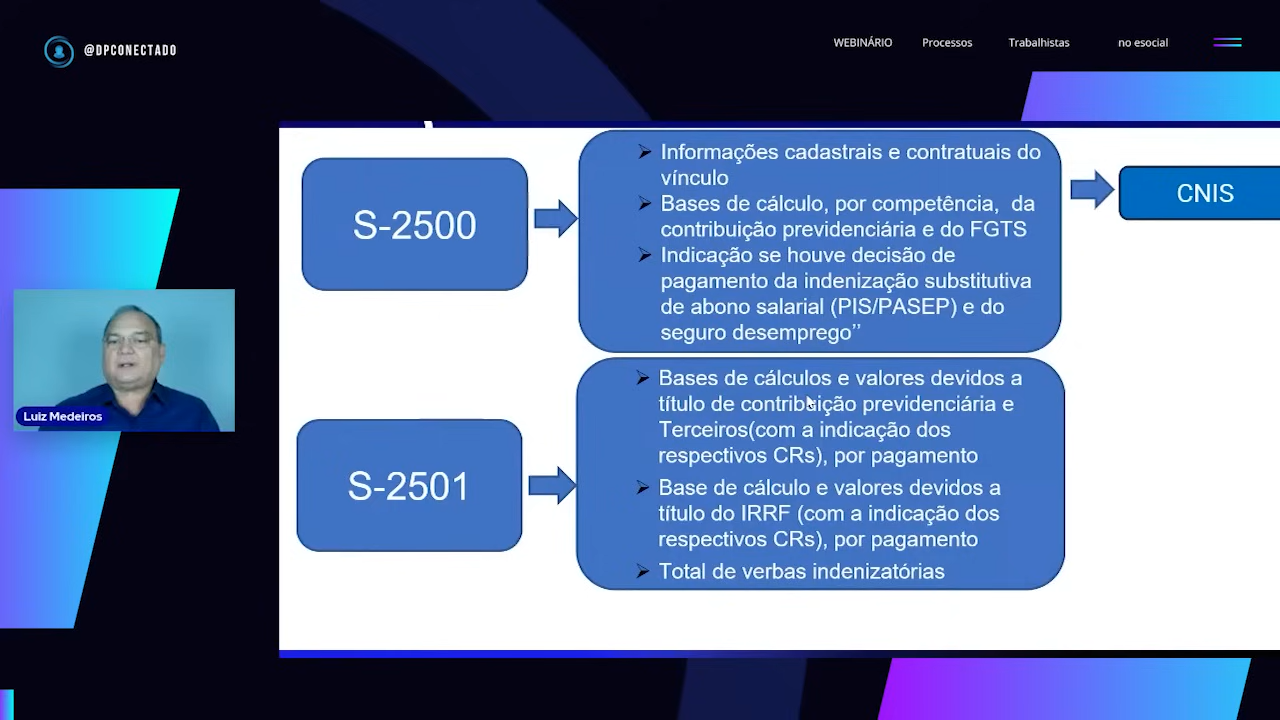 @DPCONECTADO
WEBINÁRIO Processos Trabalhistas no esocial
S-2500
Informações cadastrais e contratuais do
vínculo
Bases de cálculo, por competência, da
contribuição previdenciária e do FGTS
Indicação se houve decisão de
pagamento da indenização substitutiva
de abono salarial (PIS/PASEP) e do
seguro desemprego’’
CNIS
Luiz Medeiros
S-2501
Bases de cálculos e valores devidos a
título de contribuição previdenciária e
Terceiros(com a indicação dos
respectivos CRs), por pagamento
Base de cálculo e valores devidos a
título do IRRF (com a indicação dos
respectivos CRs), por pagamento
Total de verbas indenizatórias